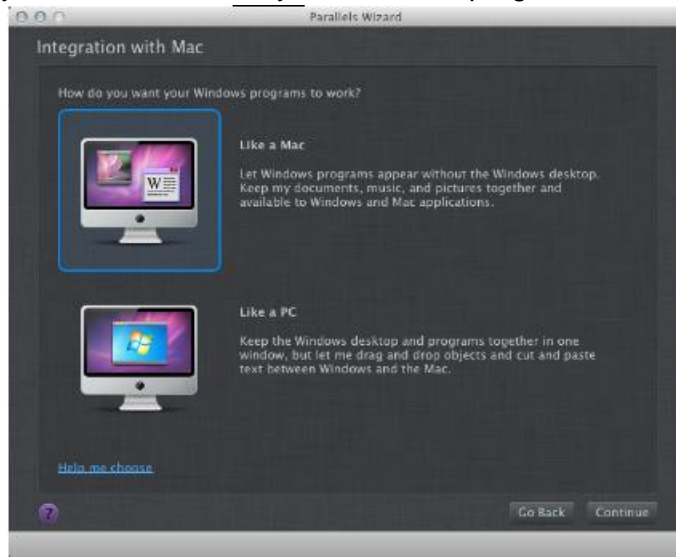 Parallels Wizard
Integration with Mac
How do you want your Windows programs to work?
Like a Mac
Let Windows programs appear without the Windows desktop.
Keep my documents, music, and pictures together and
available to Windows and Mac applications.
W
Like a PC
Keep the Windows desktop and programs together in one
window, but let me drag and drop objects and cut and paste
text between Windows and the Mac.
Help me choose
?
Go Back
Continue